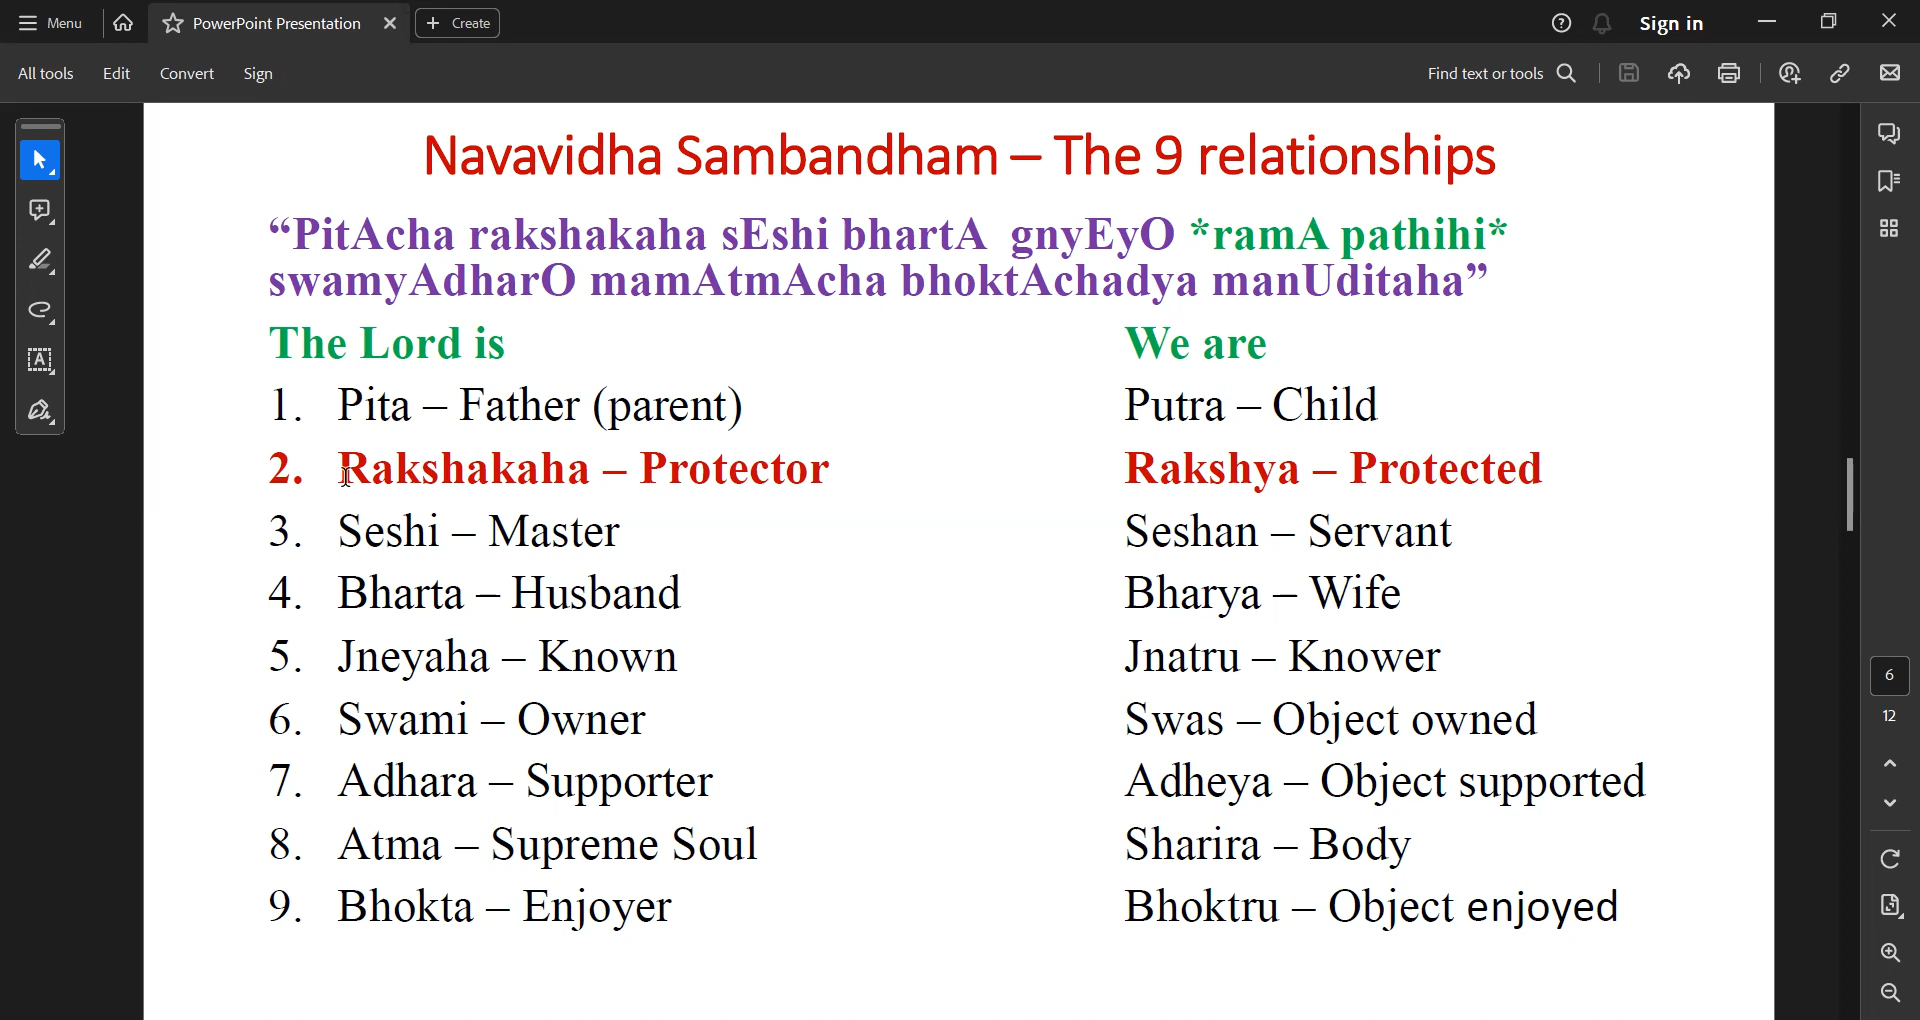 Menu
PowerPoint Presentation
Create
Sign in
All tools Edit Convert Sign
Find text or tools
Navavidha Sambandham – The 9 relationships
“PitAcha rakshakaha sEshi bhartA gnyEyO *ramA pathihi*
swamyAdharO mamAtmAcha bhoktAchadya manUditaha”
The Lord is We are
1. Pita – Father (parent) Putra – Child
2. Rakshakaha – Protector Rakshya – Protected
3. Seshi – Master Seshan – Servant
4. Bharta – Husband Bharya – Wife
5. Jneyaha – Known Jnatru – Knower
6. Swami – Owner Swas – Object owned
7. Adhara – Supporter Adheya – Object supported
8. Atma – Supreme Soul Sharira – Body
9. Bhokta – Enjoyer Bhoktru – Object enjoyed
6
12